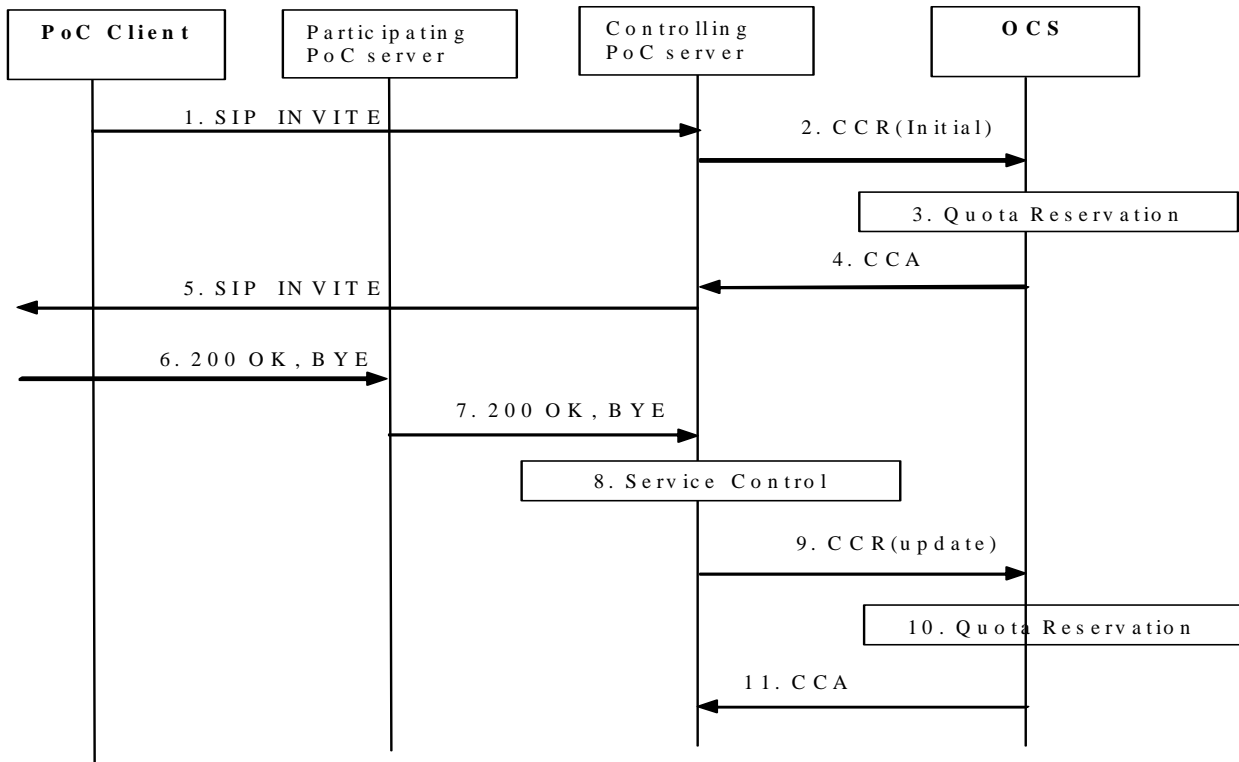 PoC Client
Participating
PoC server
Controlling
PoC server
OCS
1. SIP INVITE
2. CCR(Initial)
3. Quota Reservation
4. CCA
5. SIP INVITE
6. 200 OK, BYE
7. 200 OK, BYE
8. Service Control
9. CCR(update)
10. Quota Reservation
11. CCA